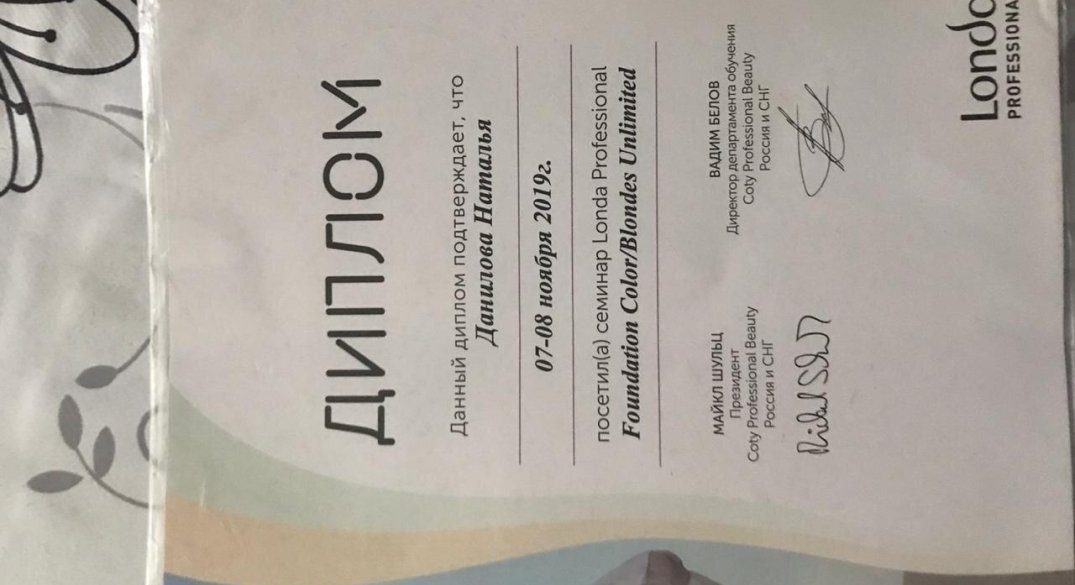 ДИПЛОМ
Данный диплом подтверждает, что
Данилова Наталья
07-08 ноября 2019г.
посетил(а) семинар Londa Professional
Foundation Color/Blondes Unlimited
МАЙКЛ ШУЛЬЦ
Президент
Coty Professional Beauty
Россия и СНГ
ВАДИМ БЕЛОВ
Директор департамента обучения
Coty Professional Beauty
Россия и СНГ
Londa
PROFESSIONAL